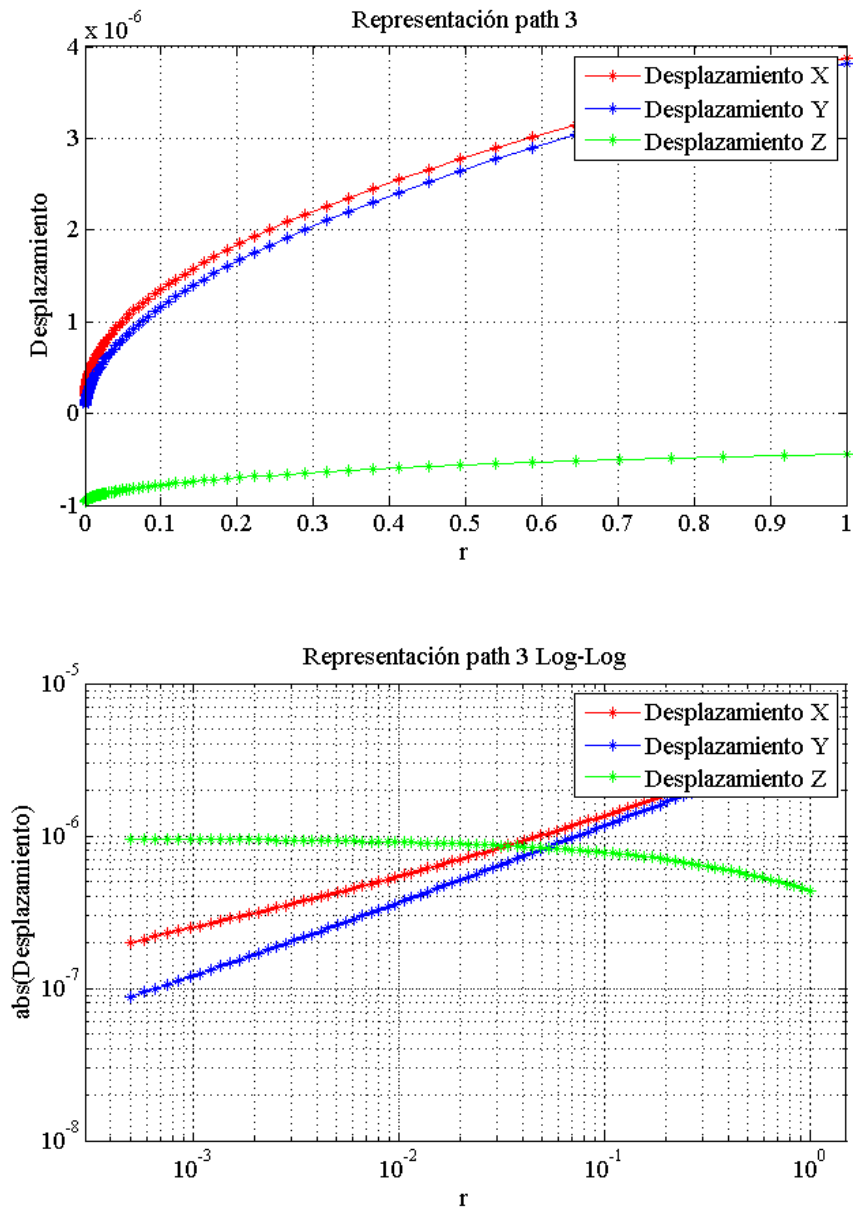 Representación path 3
x 10^-6
Desplazamiento X
Desplazamiento Y
Desplazamiento Z
4
3
2
1
0
-1
Desplazamiento
0 0.1 0.2 0.3 0.4 0.5 0.6 0.7 0.8 0.9 1
r
Representación path 3 Log-Log
Desplazamiento X
Desplazamiento Y
Desplazamiento Z
10^-5
10^-6
10^-7
10^-8
abs(Desplazamiento)
10^-3 10^-2 10^-1 10^0
r